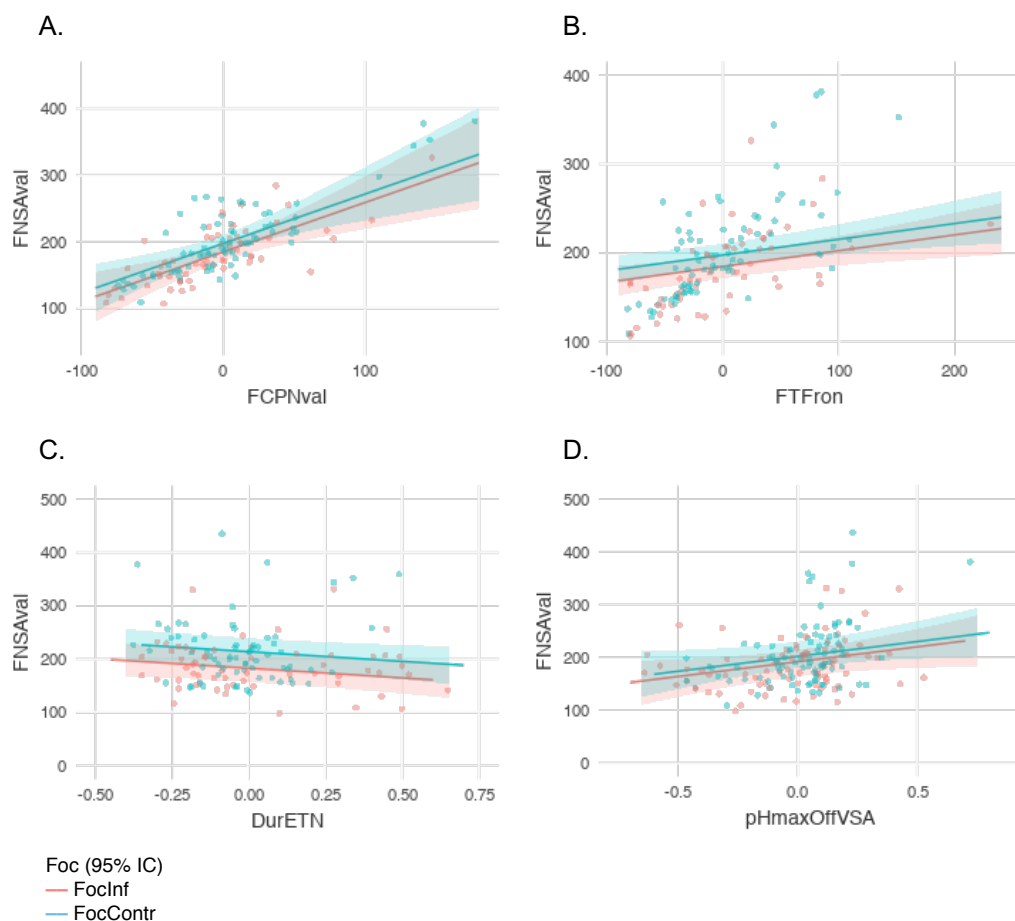 A.
B.
FNSAval
400
300
200
100
-100
0
100
FCPNval
FNSAval
400
300
200
100
-100
0
100
200
FTFron
C.
D.
FNSAval
500
400
300
200
100
0
-0.50
-0.25
0.00
0.25
0.50
0.75
DurETN
FNSAval
500
400
300
200
100
0
-0.5
0.0
0.5
pHmaxOffVSA
Foc (95% IC)
FocInf
FocContr